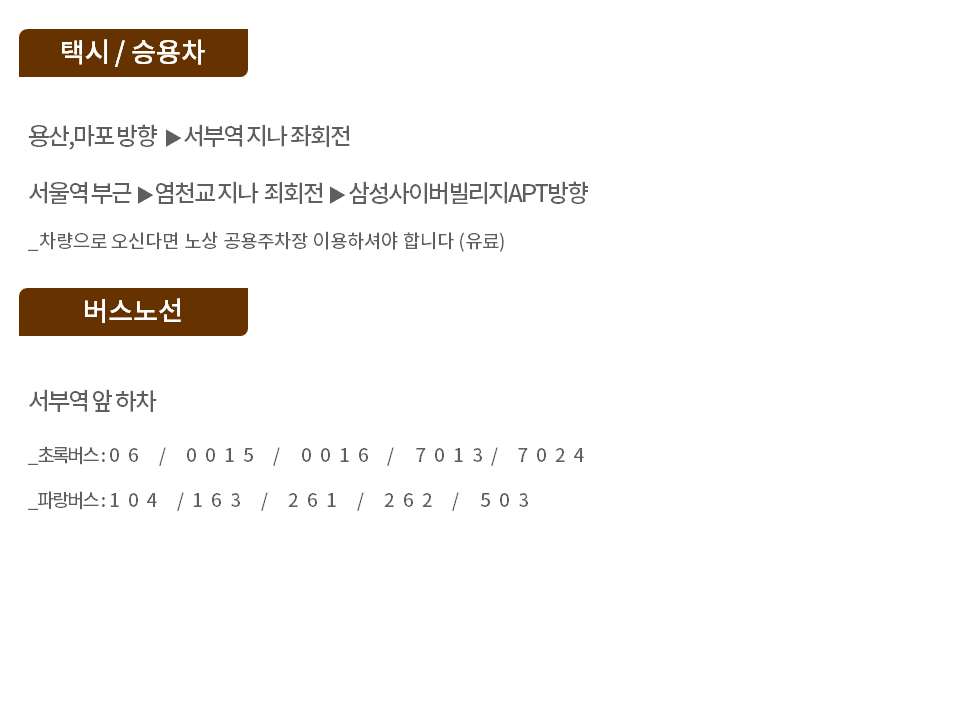 택시 / 승용차
용산,마포 방향 ▶서부역 지나 좌회전
서울역 부근 ▶염천교 지나 죄회전 ▶ 삼성사이버빌리지APT방향
_차량으로 오신다면 노상 공용주차장 이용하셔야 합니다 (유료)
버스노선
서부역 앞 하차
_초록버스 : 0 6 / 0 0 1 5 / 0 0 1 6 / 7 0 1 3 / 7 0 2 4
_파랑버스 : 1 0 4 / 1 6 3 / 2 6 1 / 2 6 2 / 5 0 3